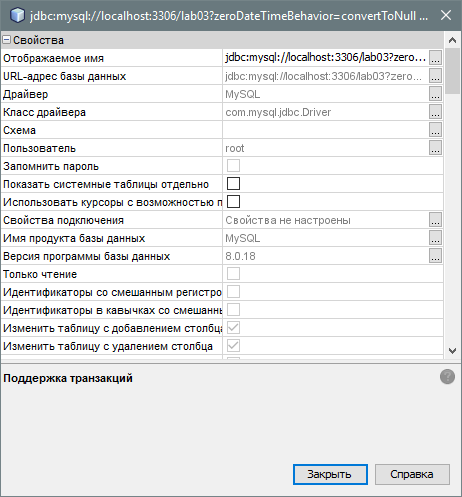 jdbc:mysql://localhost:3306/lab03?zeroDateTimeBehavior=convertToNull ...
Свойства
Отображаемое имя jdbc:mysql://localhost:3306/lab03?zero...
URL-адрес базы данных jdbc:mysql://localhost:3306/lab03?zero...
Драйвер MySQL
Класс драйвера com.mysql.jdbc.Driver
Схема
Пользователь root
Запомнить пароль
Показать системные таблицы отдельно
Использовать курсоры с возможностью п
Свойства подключения Свойства не настроены
Имя продукта базы данных MySQL
Версия программы базы данных 8.0.18
Только чтение
Идентификаторы со смешанным регистро
Идентификаторы в кавычках со смешанны
Изменить таблицу с добавлением столбца
Изменить таблицу с удалением столбца
Поддержка транзакций
Закрыть Справка